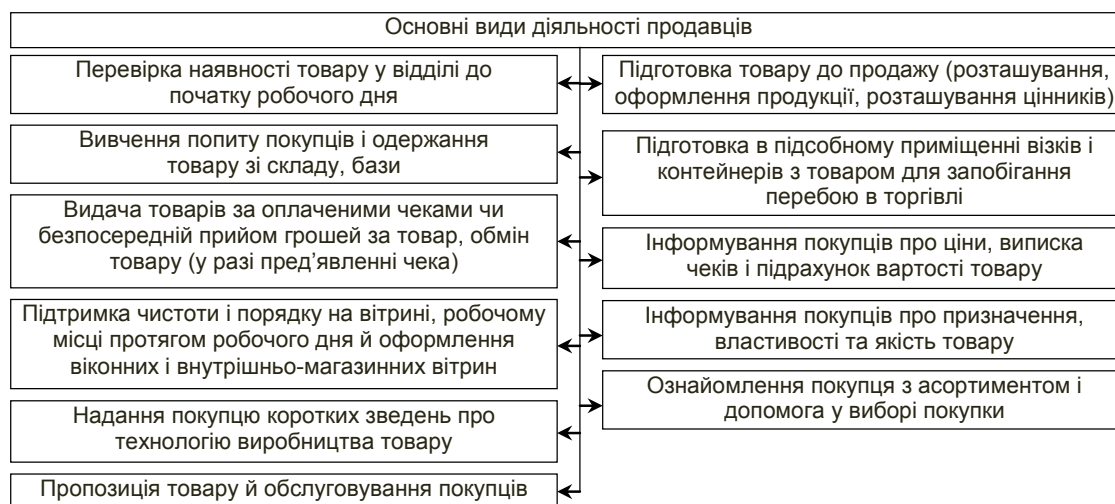 Основні види діяльності продавців
Перевірка наявності товару у відділі до
початку робочого дня
Вивчення попиту покупців і одержання
товару зі складу, бази
Видача товарів за оплаченими чеками чи
безпосередній прийом грошей за товар, обмін
товару (у разі пред’явленні чека)
Підтримка чистоти і порядку на вітрині, робочому
місці протягом робочого дня й оформлення
віконних і внутрішньо-магазинних вітрин
Надання покупцю коротких зведень про
технологію виробництва товару
Пропозиція товару й обслуговування покупців
Підготовка товару до продажу (розташування,
оформлення продукції, розташування цінників)
Підготовка в підсобному приміщенні візків і
контейнерів з товаром для запобігання
перебою в торгівлі
Інформування покупців про ціни, виписка
чеків і підрахунок вартості товару
Інформування покупців про призначення,
властивості та якість товару
Ознайомлення покупця з асортиментом і
допомога у виборі покупки